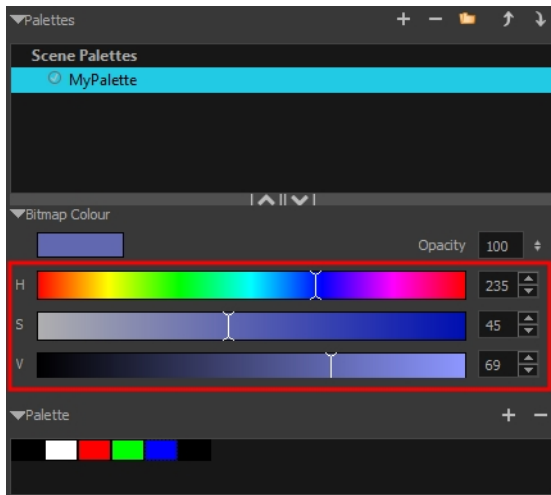 Palettes
Scene Palettes
MyPalette
Bitmap Colour
Opacity 100
H 235
S 45
V 69
Palette